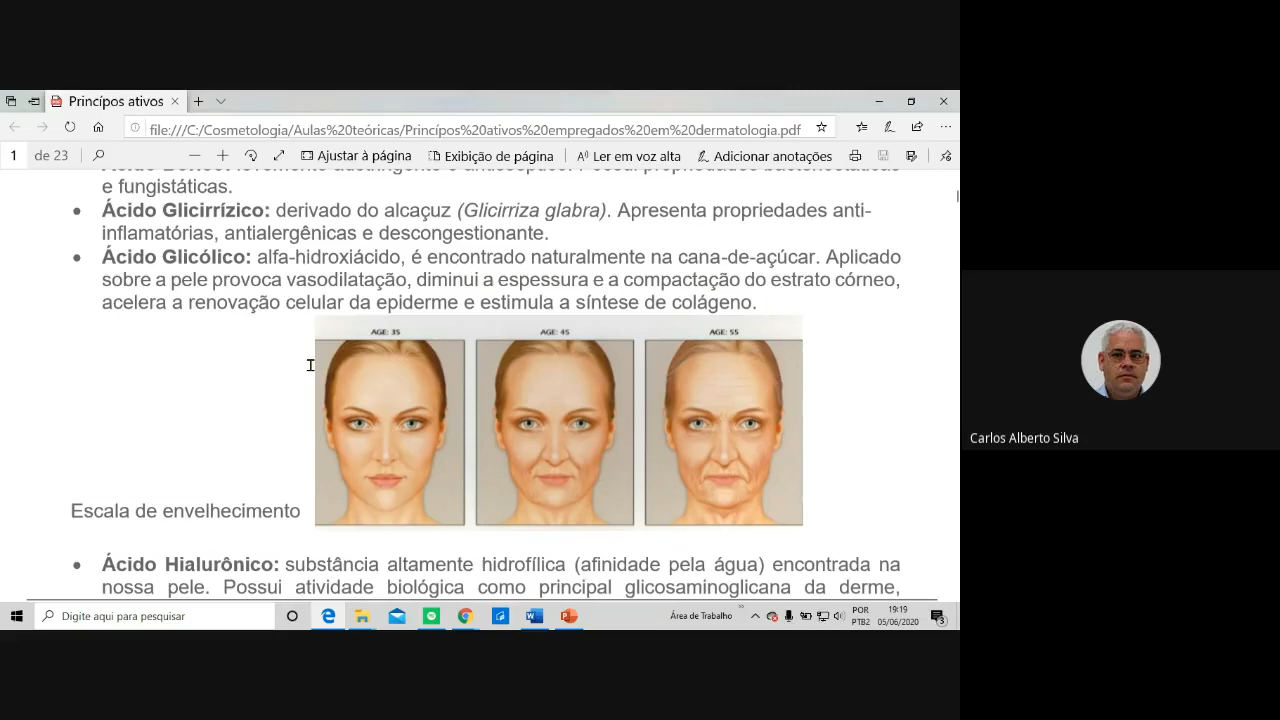 Princípos ativos
file:///C:/Cosmetologia/Aulas%20teóricas/Princípos%20ativos%20empregados%20em%20dermatologia.pdf
1 de 23 Ajustar à página Exibição de página Ler em voz alta Adicionar anotações
e fungistáticas.
• Ácido Glicirrízico: derivado do alcaçuz (Glicirriza glabra). Apresenta propriedades anti-
inflamatórias, antialergênicas e descongestionante.
• Ácido Glicólico: alfa-hidroxiácido, é encontrado naturalmente na cana-de-açúcar. Aplicado
sobre a pele provoca vasodilatação, diminui a espessura e a compactação do estrato córneo,
acelera a renovação celular da epiderme e estimula a síntese de colágeno.
AGE: 35 AGE: 45 AGE: 55
Escala de envelhecimento
• Ácido Hialurônico: substância altamente hidrofílica (afinidade pela água) encontrada na
nossa pele. Possui atividade biológica como principal glicosaminoglicana da derme,
Digite aqui para pesquisar
Área de Trabalho
POR
PTB2
19:19
05/06/2020
3
Carlos Alberto Silva